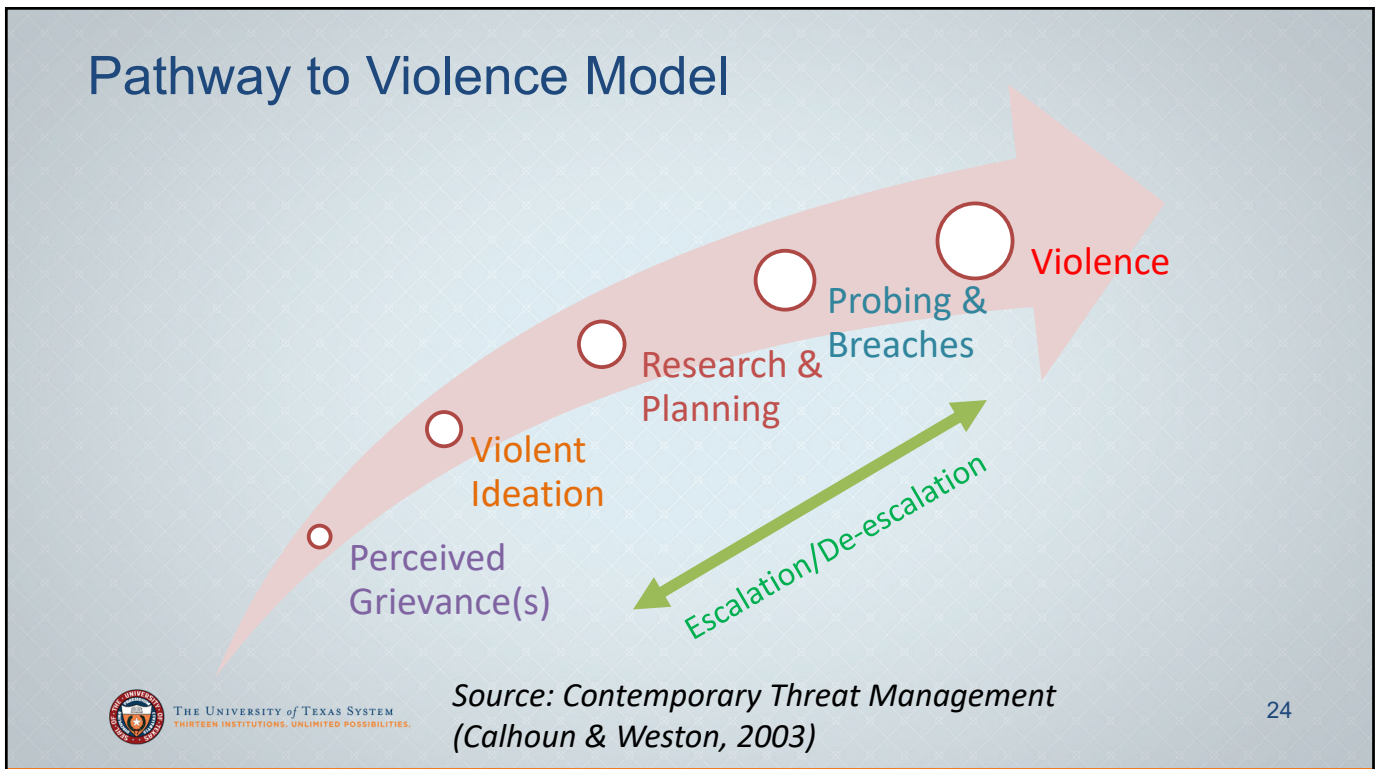 Pathway to Violence Model
Violence
Probing &
Breaches
Research &
Planning
Violent
Ideation
Perceived
Grievance(s)
Escalation/De-escalation
THE UNIVERSITY of TEXAS SYSTEM
THIRTEEN INSTITUTIONS. UNLIMITED POSSIBILITIES.
Source: Contemporary Threat Management
(Calhoun & Weston, 2003)
24